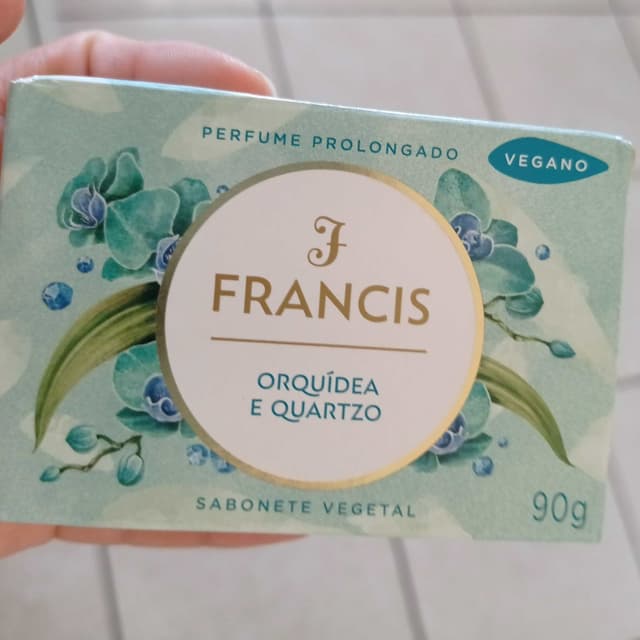 PERFUME PROLONGADO
VEGANO
F
FRANCIS
ORQUÍDEA
E QUARTZO
SABONETE VEGETAL
90g